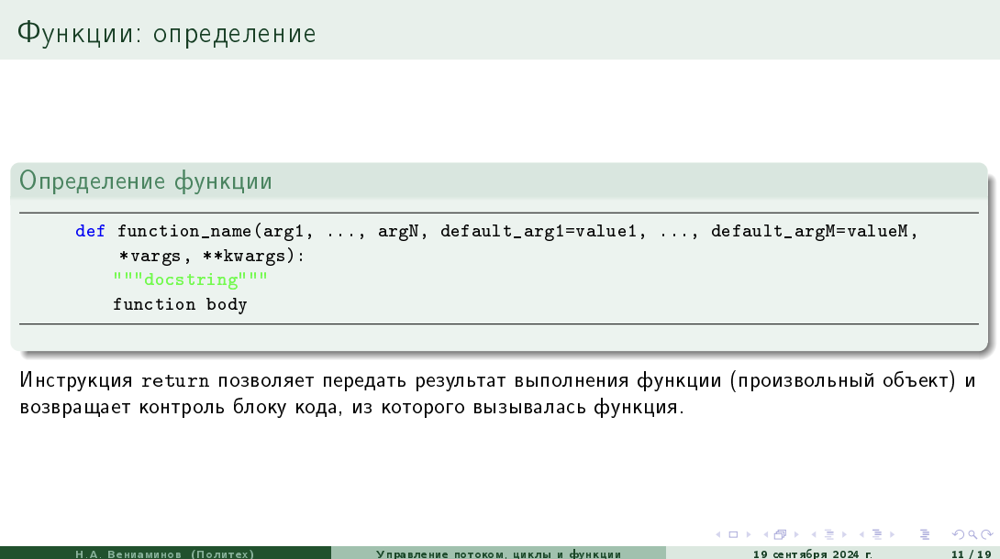 Функции: определение
Определение функции
def function_name(arg1, ..., argN, default_arg1=value1, ..., default_argM=valueM,
*vargs, **kwargs):
"""docstring"""
function body
Инструкция return позволяет передать результат выполнения функции (произвольный объект) и
возвращает контроль блоку кода, из которого вызывалась функция.
Н.А. Вениаминов (Политех) Управление потоком, циклы и функции 19 сентября 2024 г. 11 / 19